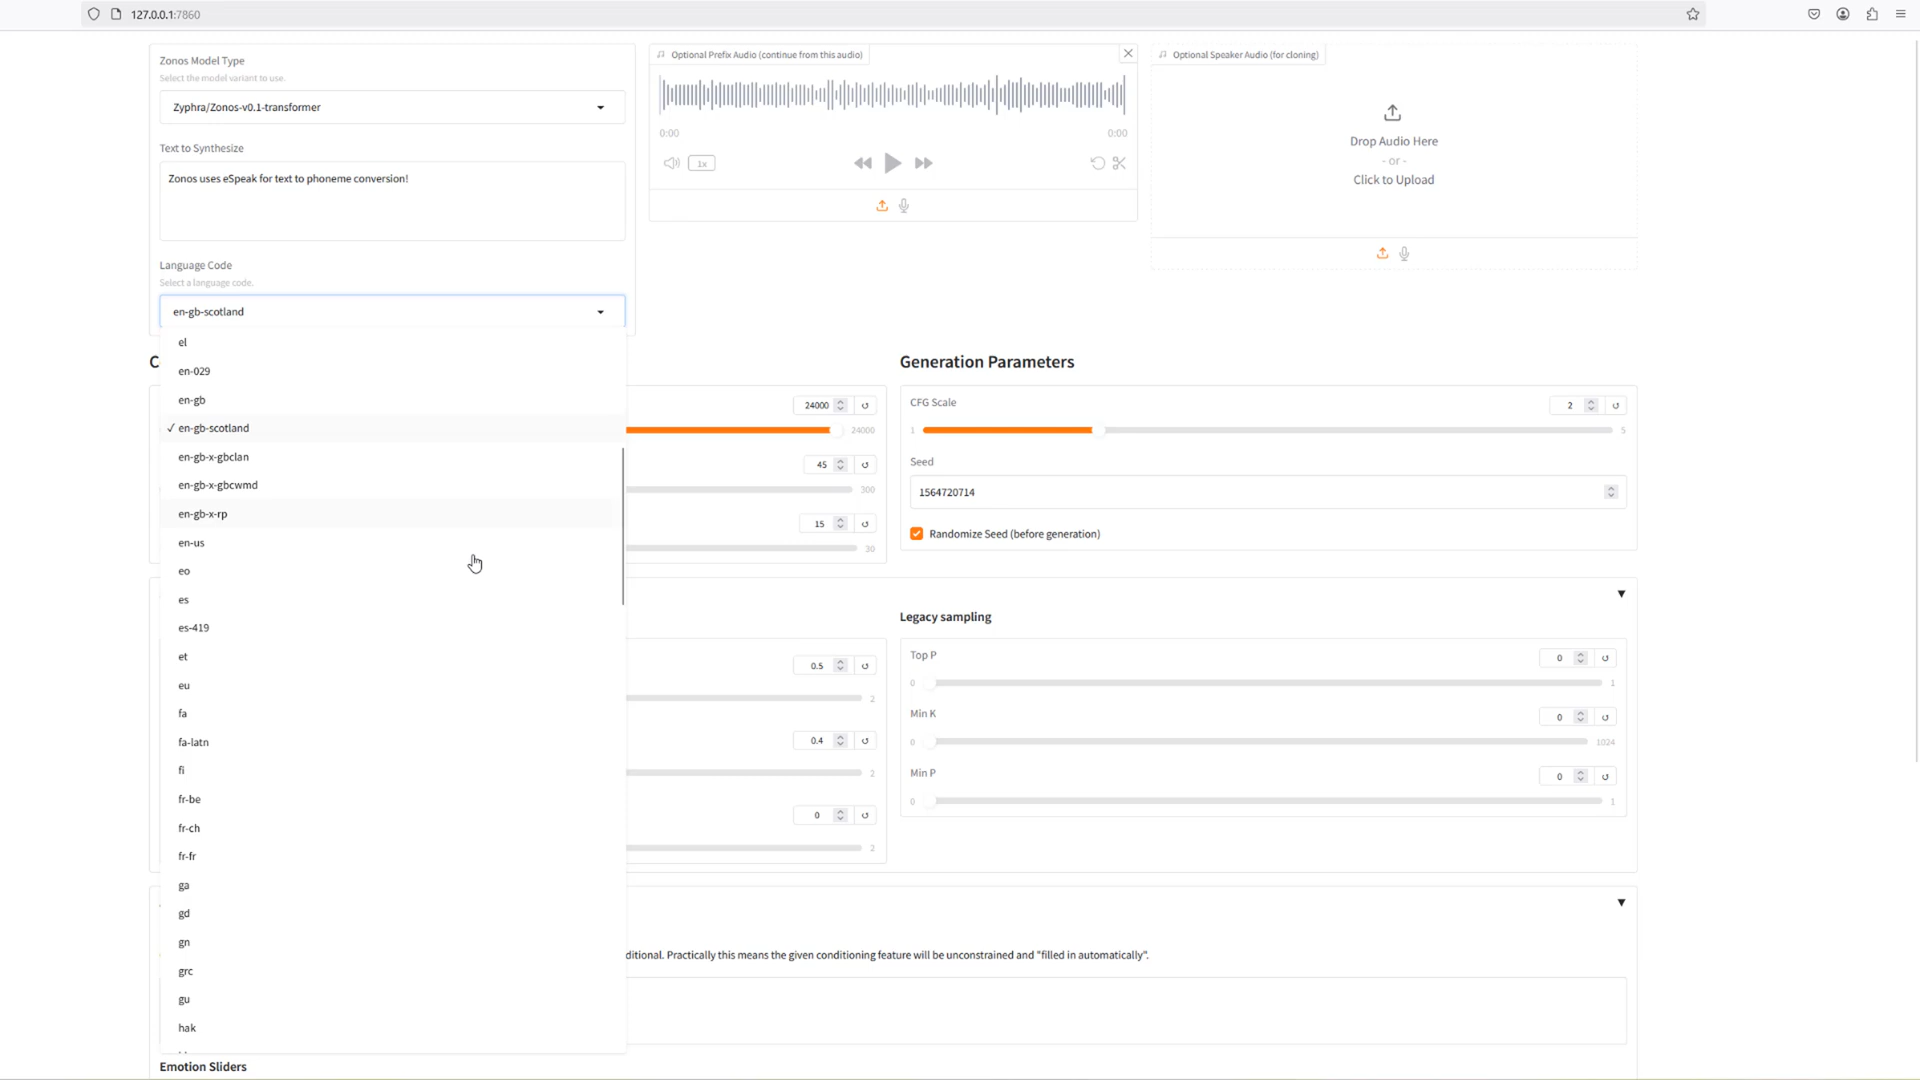 127.0.0.1:7860
Zonos Model Type
Select the model variant to use.
Zyphra/Zonos-v0.1-transformer
Text to Synthesize
Zonos uses eSpeak for text to phoneme conversion!
Language Code
Select a language code.
en-gb-scotland
el
en-029
en-gb
✓ en-gb-scotland
en-gb-x-gbclan
en-gb-x-gbcwmd
en-gb-x-rp
en-us
eo
es
es-419
et
eu
fa
fa-latn
fi
fr-be
fr-ch
fr-fr
ga
gd
gn
grc
gu
hak
Optional Prefix Audio (continue from this audio)
0:00
0:00
1x
Optional Speaker Audio (for cloning)
Drop Audio Here
- or -
Click to Upload
C
24000
24000
45
300
15
30
Generation Parameters
CFG Scale
2
1
5
Seed
1564720714
Randomize Seed (before generation)
0.5
2
0.4
2
0
2
Legacy sampling
Top P
0
0
1
Min K
0
0
1024
Min P
0
0
1
ditional. Practically this means the given conditioning feature will be unconstrained and "filled in automatically".
Emotion Sliders